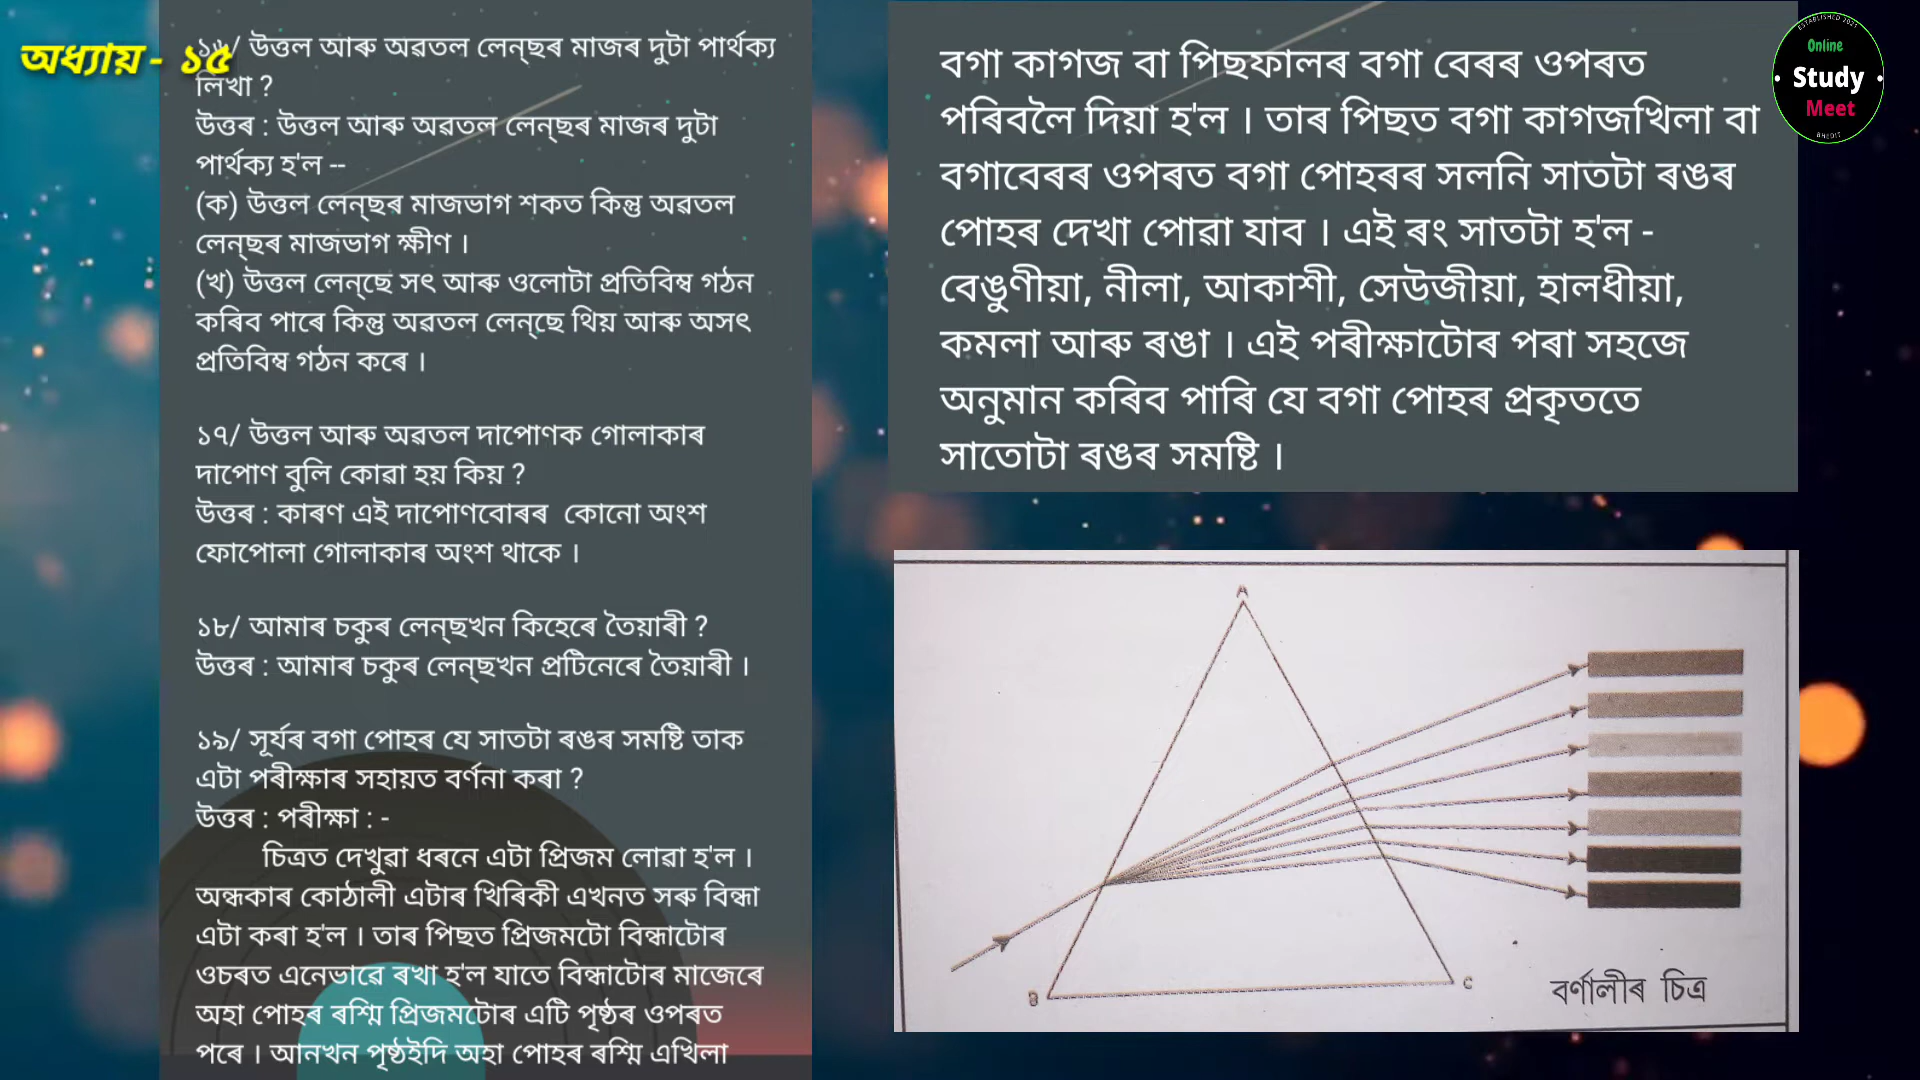 অধ্যায় - ১৫
১৬/ উত্তল আৰু অৱতল লেন্ছৰ মাজৰ দুটা পাৰ্থক্য
লিখা ?
উত্তৰ : উত্তল আৰু অৱতল লেন্ছৰ মাজৰ দুটা
পাৰ্থক্য হ'ল --
(ক) উত্তল লেন্ছৰ মাজভাগ শকত কিন্তু অৱতল
লেন্ছৰ মাজভাগ ক্ষীণ ।
(খ) উত্তল লেন্ছে সৎ আৰু ওলোটা প্ৰতিবিম্ব গঠন
কৰিব পাৰে কিন্তু অৱতল লেন্ছে থিয় আৰু অসৎ
প্ৰতিবিম্ব গঠন কৰে ।
১৭/ উত্তল আৰু অৱতল দাপোণক গোলাকাৰ
দাপোণ বুলি কোৱা হয় কিয় ?
উত্তৰ : কাৰণ এই দাপোণবোৰৰ কোনো অংশ
ফোপোলা গোলাকাৰ অংশ থাকে ।
১৮/ আমাৰ চকুৰ লেন্ছখন কিহেৰে তৈয়াৰী ?
উত্তৰ : আমাৰ চকুৰ লেন্ছখন প্ৰটিনেৰে তৈয়াৰী ।
১৯/ সূৰ্যৰ বগা পোহৰ যে সাতটা ৰঙৰ সমষ্টি তাক
এটা পৰীক্ষাৰ সহায়ত বৰ্ণনা কৰা ?
উত্তৰ : পৰীক্ষা : -
চিত্ৰত দেখুৱা ধৰনে এটা প্ৰিজম লোৱা হ'ল ।
অন্ধকাৰ কোঠালী এটাৰ খিৰিকী এখনত সৰু বিন্ধা
এটা কৰা হ'ল । তাৰ পিছত প্ৰিজমটো বিন্ধাটোৰ
ওচৰত এনেভাৱে ৰখা হ'ল যাতে বিন্ধাটোৰ মাজেৰে
অহা পোহৰ ৰশ্মি প্ৰিজমটোৰ এটি পৃষ্ঠৰ ওপৰত
পৰে । আনখন পৃষ্ঠইদি অহা পোহৰ ৰশ্মি এখিলা
বগা কাগজ বা পিছফালৰ বগা বেৰৰ ওপৰত
পৰিবলৈ দিয়া হ'ল । তাৰ পিছত বগা কাগজখিলা বা
বগাবেৰৰ ওপৰত বগা পোহৰৰ সলনি সাতটা ৰঙৰ
পোহৰ দেখা পোৱা যাব । এই ৰং সাতটা হ'ল -
বেঙুণীয়া, নীলা, আকাশী, সেউজীয়া, হালধীয়া,
কমলা আৰু ৰঙা । এই পৰীক্ষাটোৰ পৰা সহজে
অনুমান কৰিব পাৰি যে বগা পোহৰ প্ৰকৃততে
সাতোটা ৰঙৰ সমষ্টি ।
A
B
C
বৰ্ণালীৰ চিত্ৰ
ESTABLISHED 2021
Online
Study
Meet